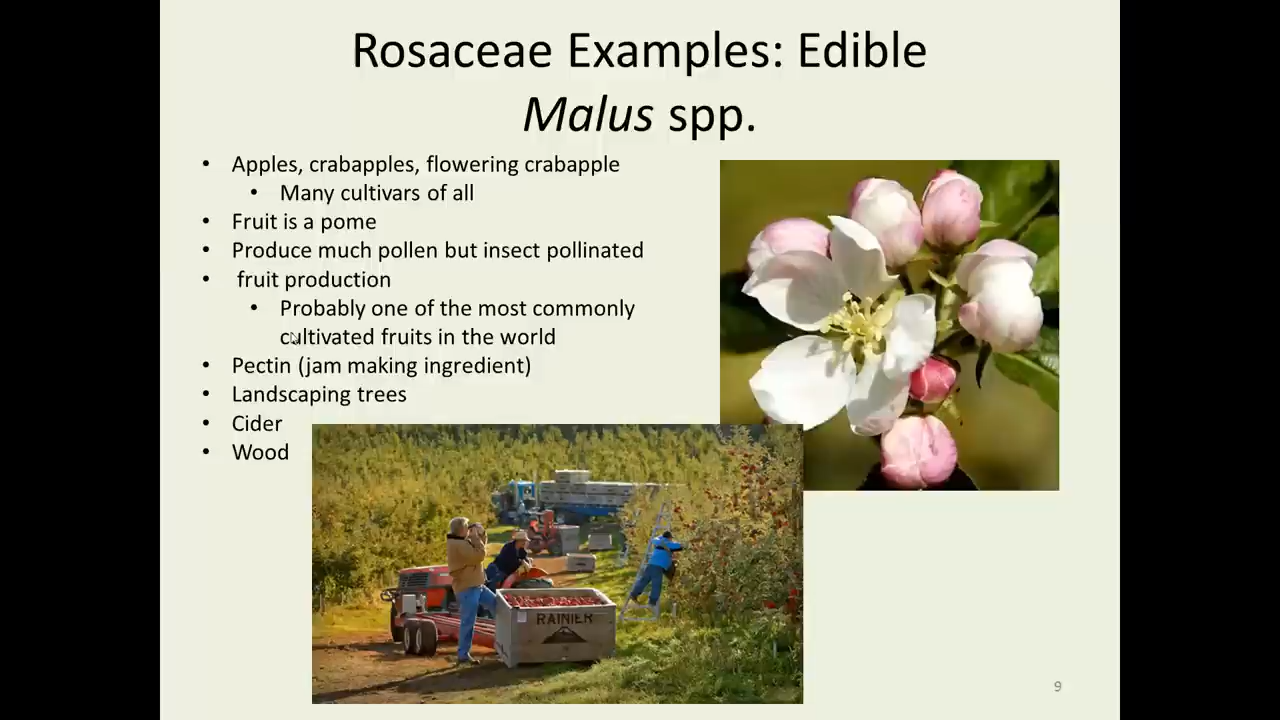 Rosaceae Examples: Edible
Malus spp.
• Apples, crabapples, flowering crabapple
• Many cultivars of all
• Fruit is a pome
• Produce much pollen but insect pollinated
• fruit production
• Probably one of the most commonly
cultivated fruits in the world
• Pectin (jam making ingredient)
• Landscaping trees
• Cider
• Wood
RAINIER
9